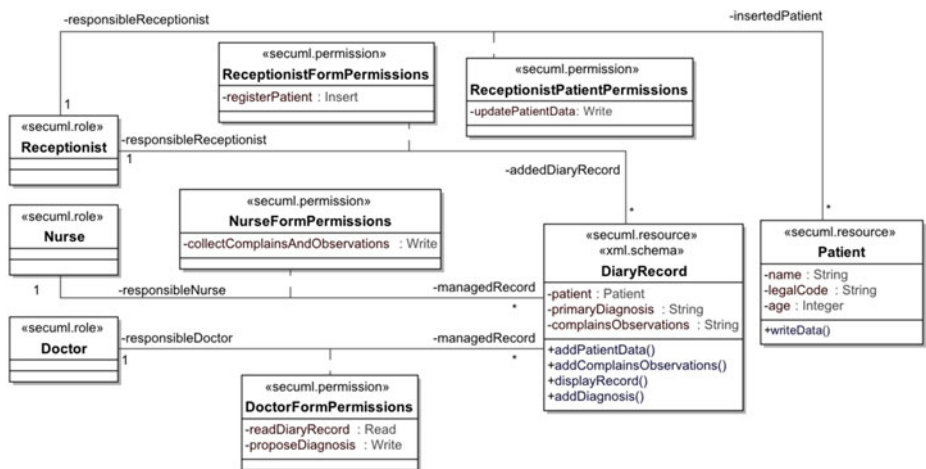 -responsibleReceptionist
-insertedPatient
«secuml.permission»
ReceptionistFormPermissions
-registerPatient : Insert
«secuml.permission»
ReceptionistPatientPermissions
-updatePatientData: Write
1
«secuml.role»
Receptionist
-responsibleReceptionist
1
-addedDiaryRecord
*
*
«secuml.permission»
NurseFormPermissions
-collectComplainsAndObservations : Write
«secuml.role»
Nurse
1
-responsibleNurse
-managedRecord
*
«secuml.resource»
«xml.schema»
DiaryRecord
-patient : Patient
-primaryDiagnosis : String
-complainsObservations : String
+addPatientData()
+addComplainsObservations()
+displayRecord()
+addDiagnosis()
«secuml.resource»
Patient
-name : String
-legalCode : String
-age : Integer
+writeData()
«secuml.role»
Doctor
-responsibleDoctor
1
-managedRecord
*
«secuml.permission»
DoctorFormPermissions
-readDiaryRecord : Read
-proposeDiagnosis : Write